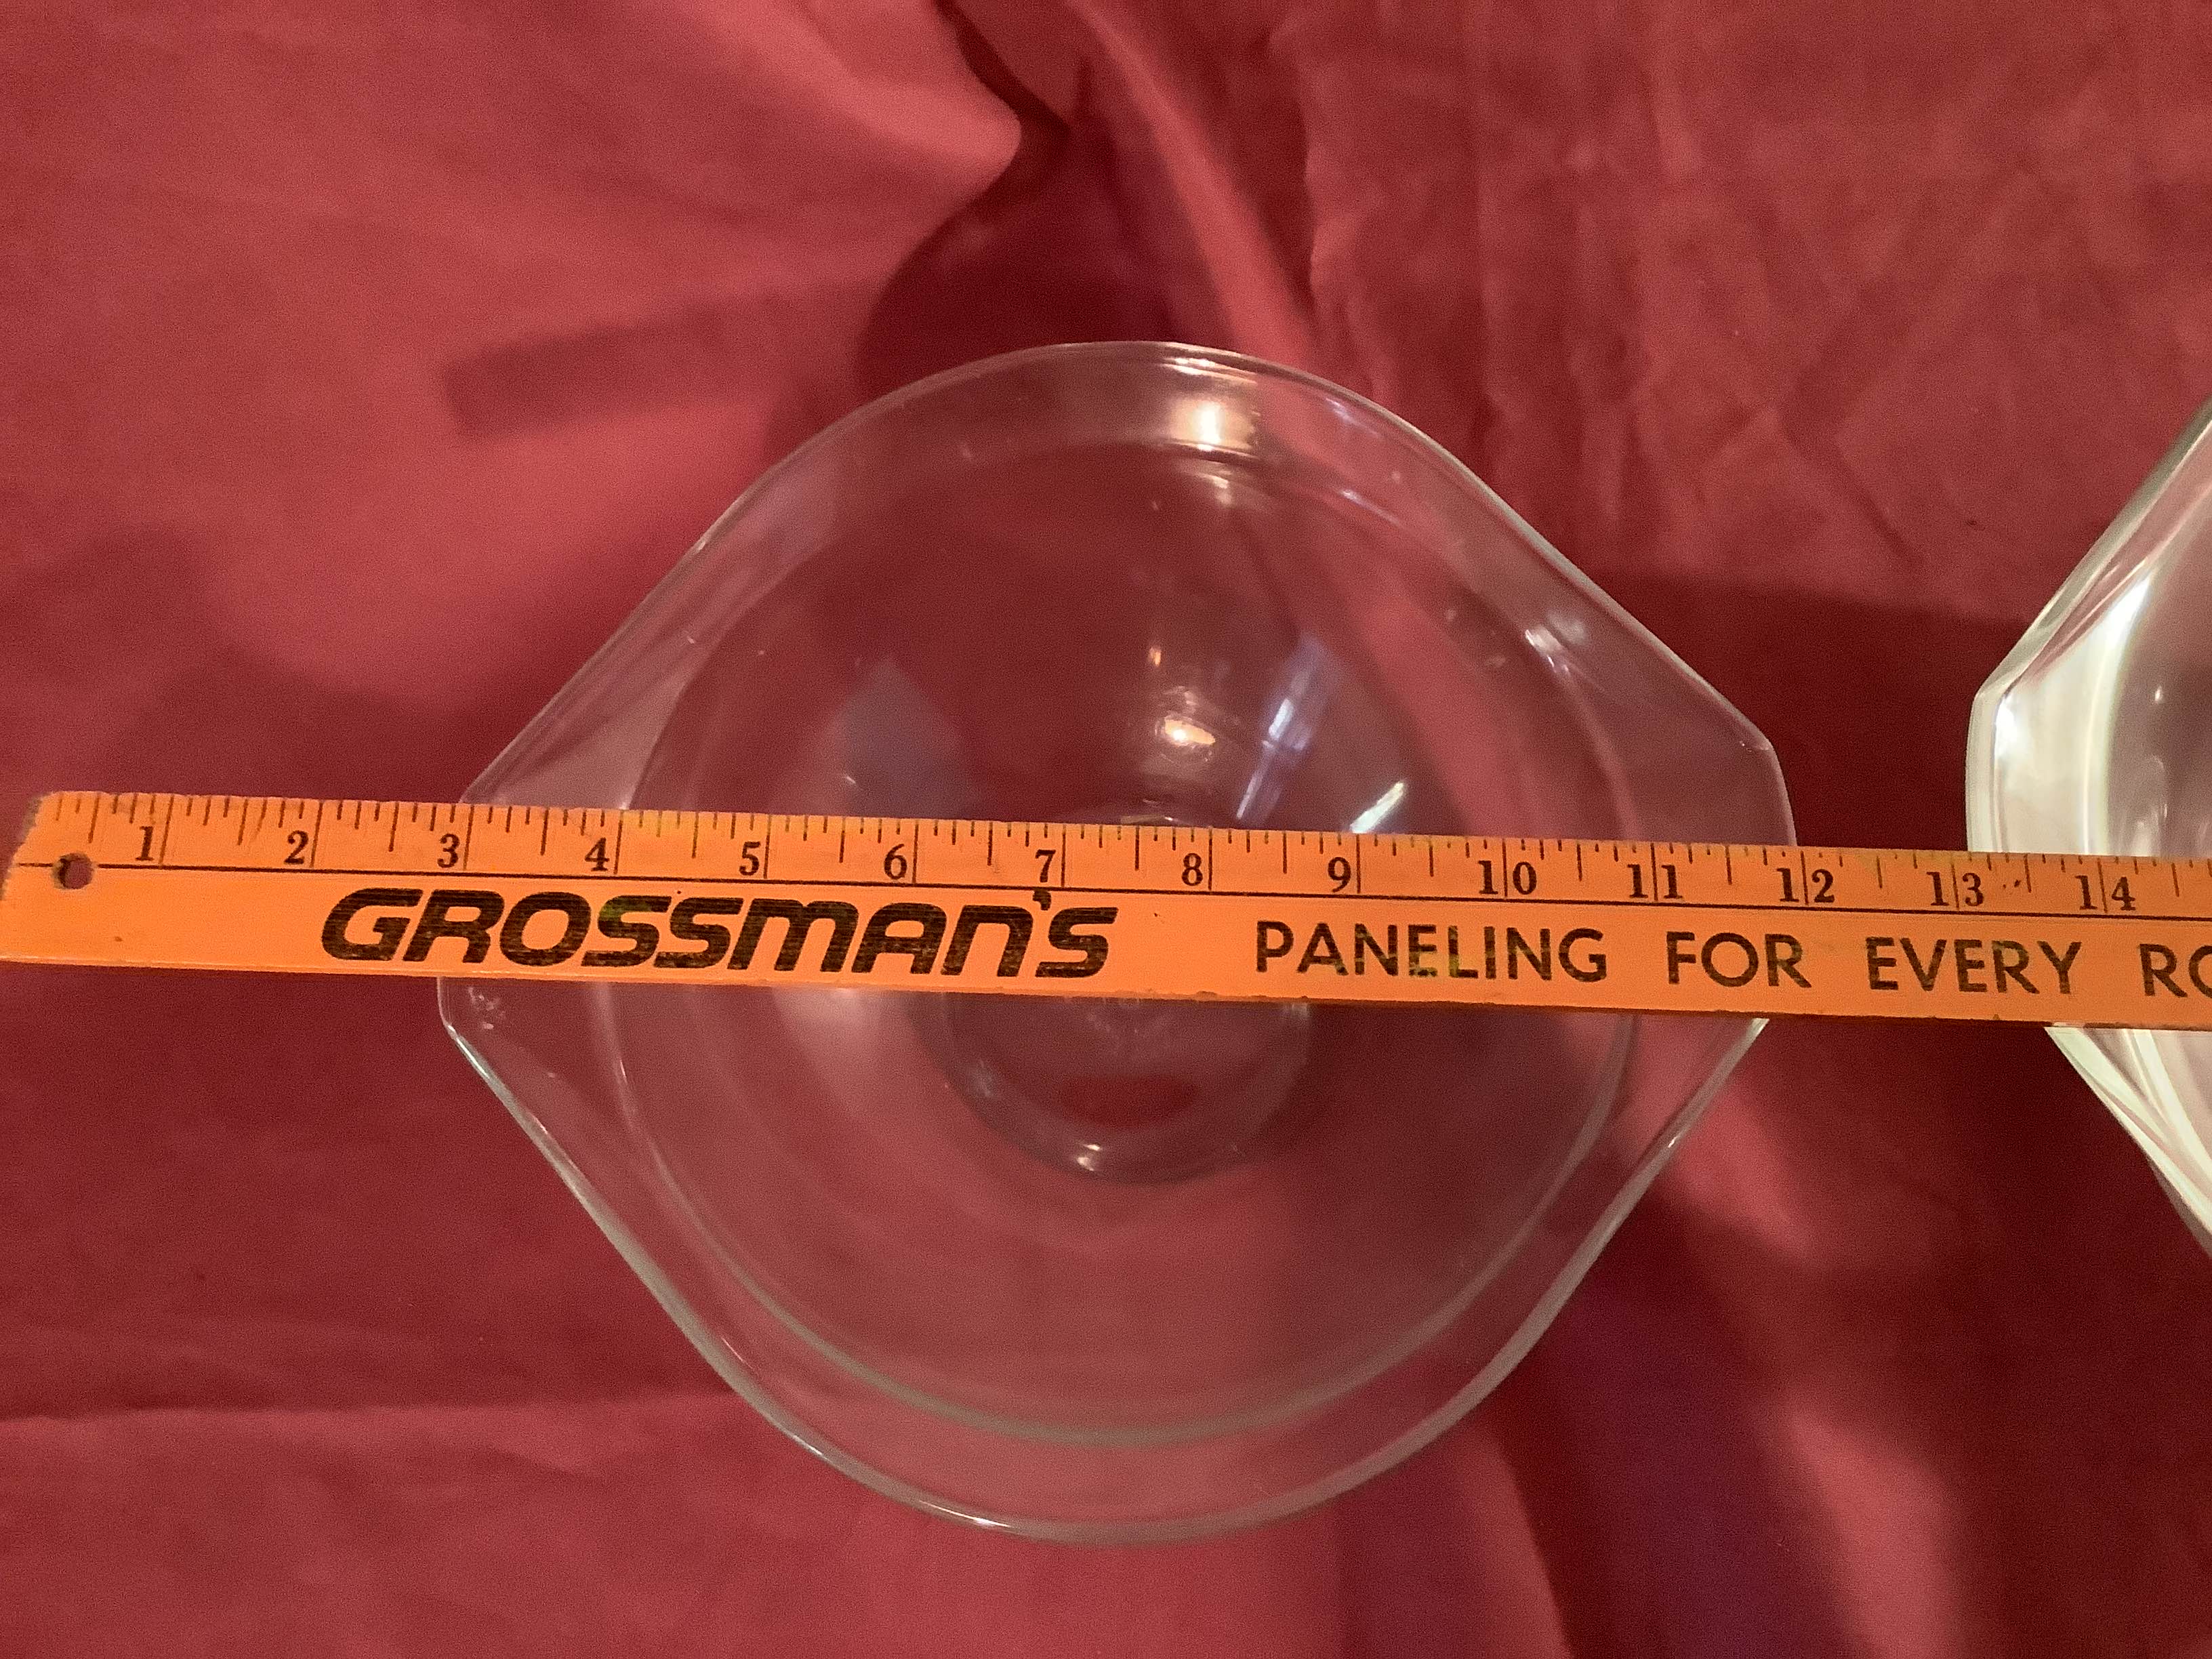 1 2 3 4 5 6 7 8 9 10 11 12 13 14
GROSSMAN'S PANELING FOR EVERY